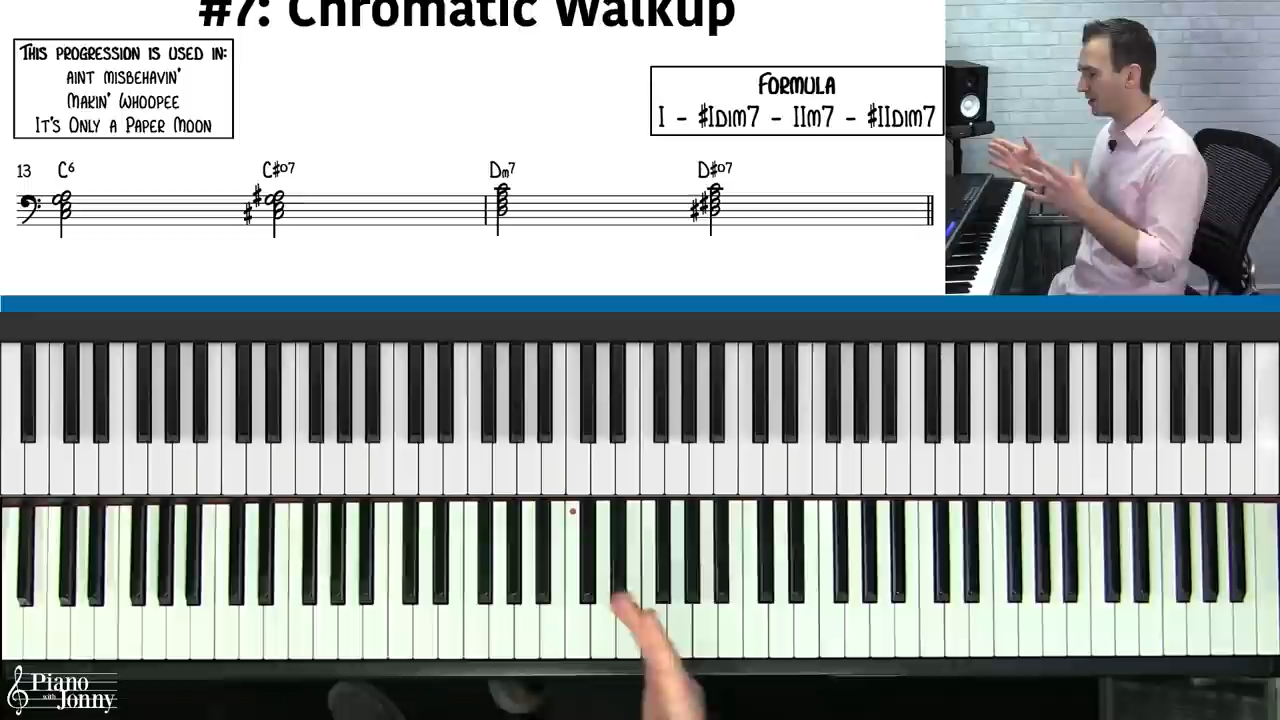 #7: Chromatic Walkup
This progression is used in:
Aint Misbehavin'
Makin' Whoopee
It's Only a Paper Moon
Formula
I - #Idim7 - IIm7 - #IIdim7
13 C6 C#o7 Dm7 D#o7
Piano
with
Jonny